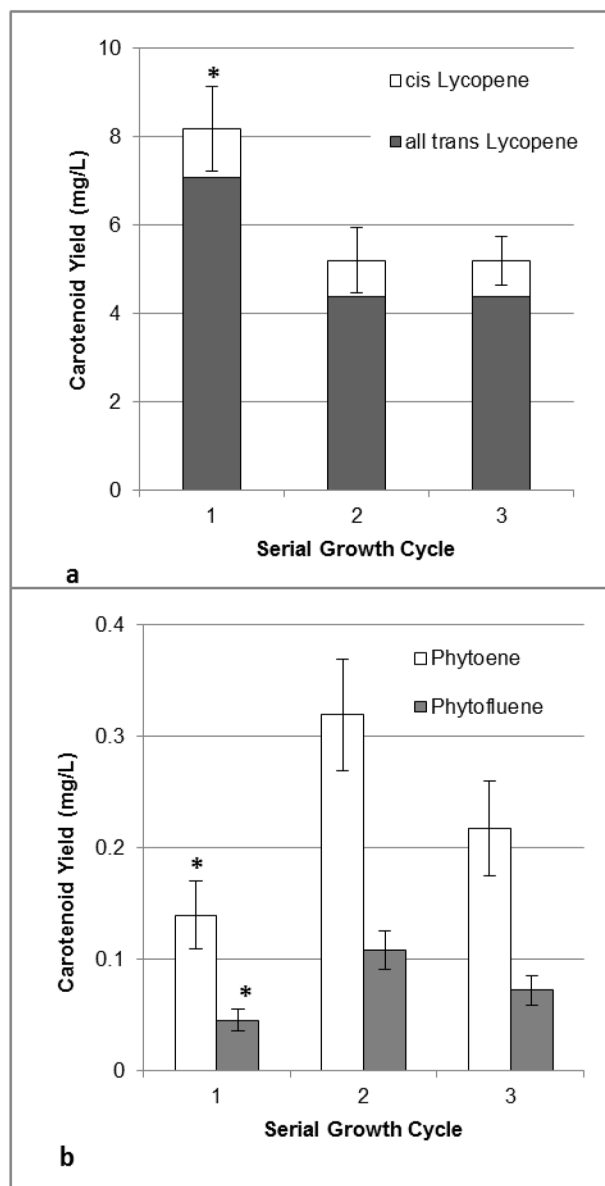 10
8
6
4
2
0
Carotenoid Yield (mg/L)
*
cis Lycopene
all trans Lycopene
1 2 3
Serial Growth Cycle
a
0.4
0.3
0.2
0.1
0
Carotenoid Yield (mg/L)
Phytoene
Phytofluene
*
*
1 2 3
Serial Growth Cycle
b